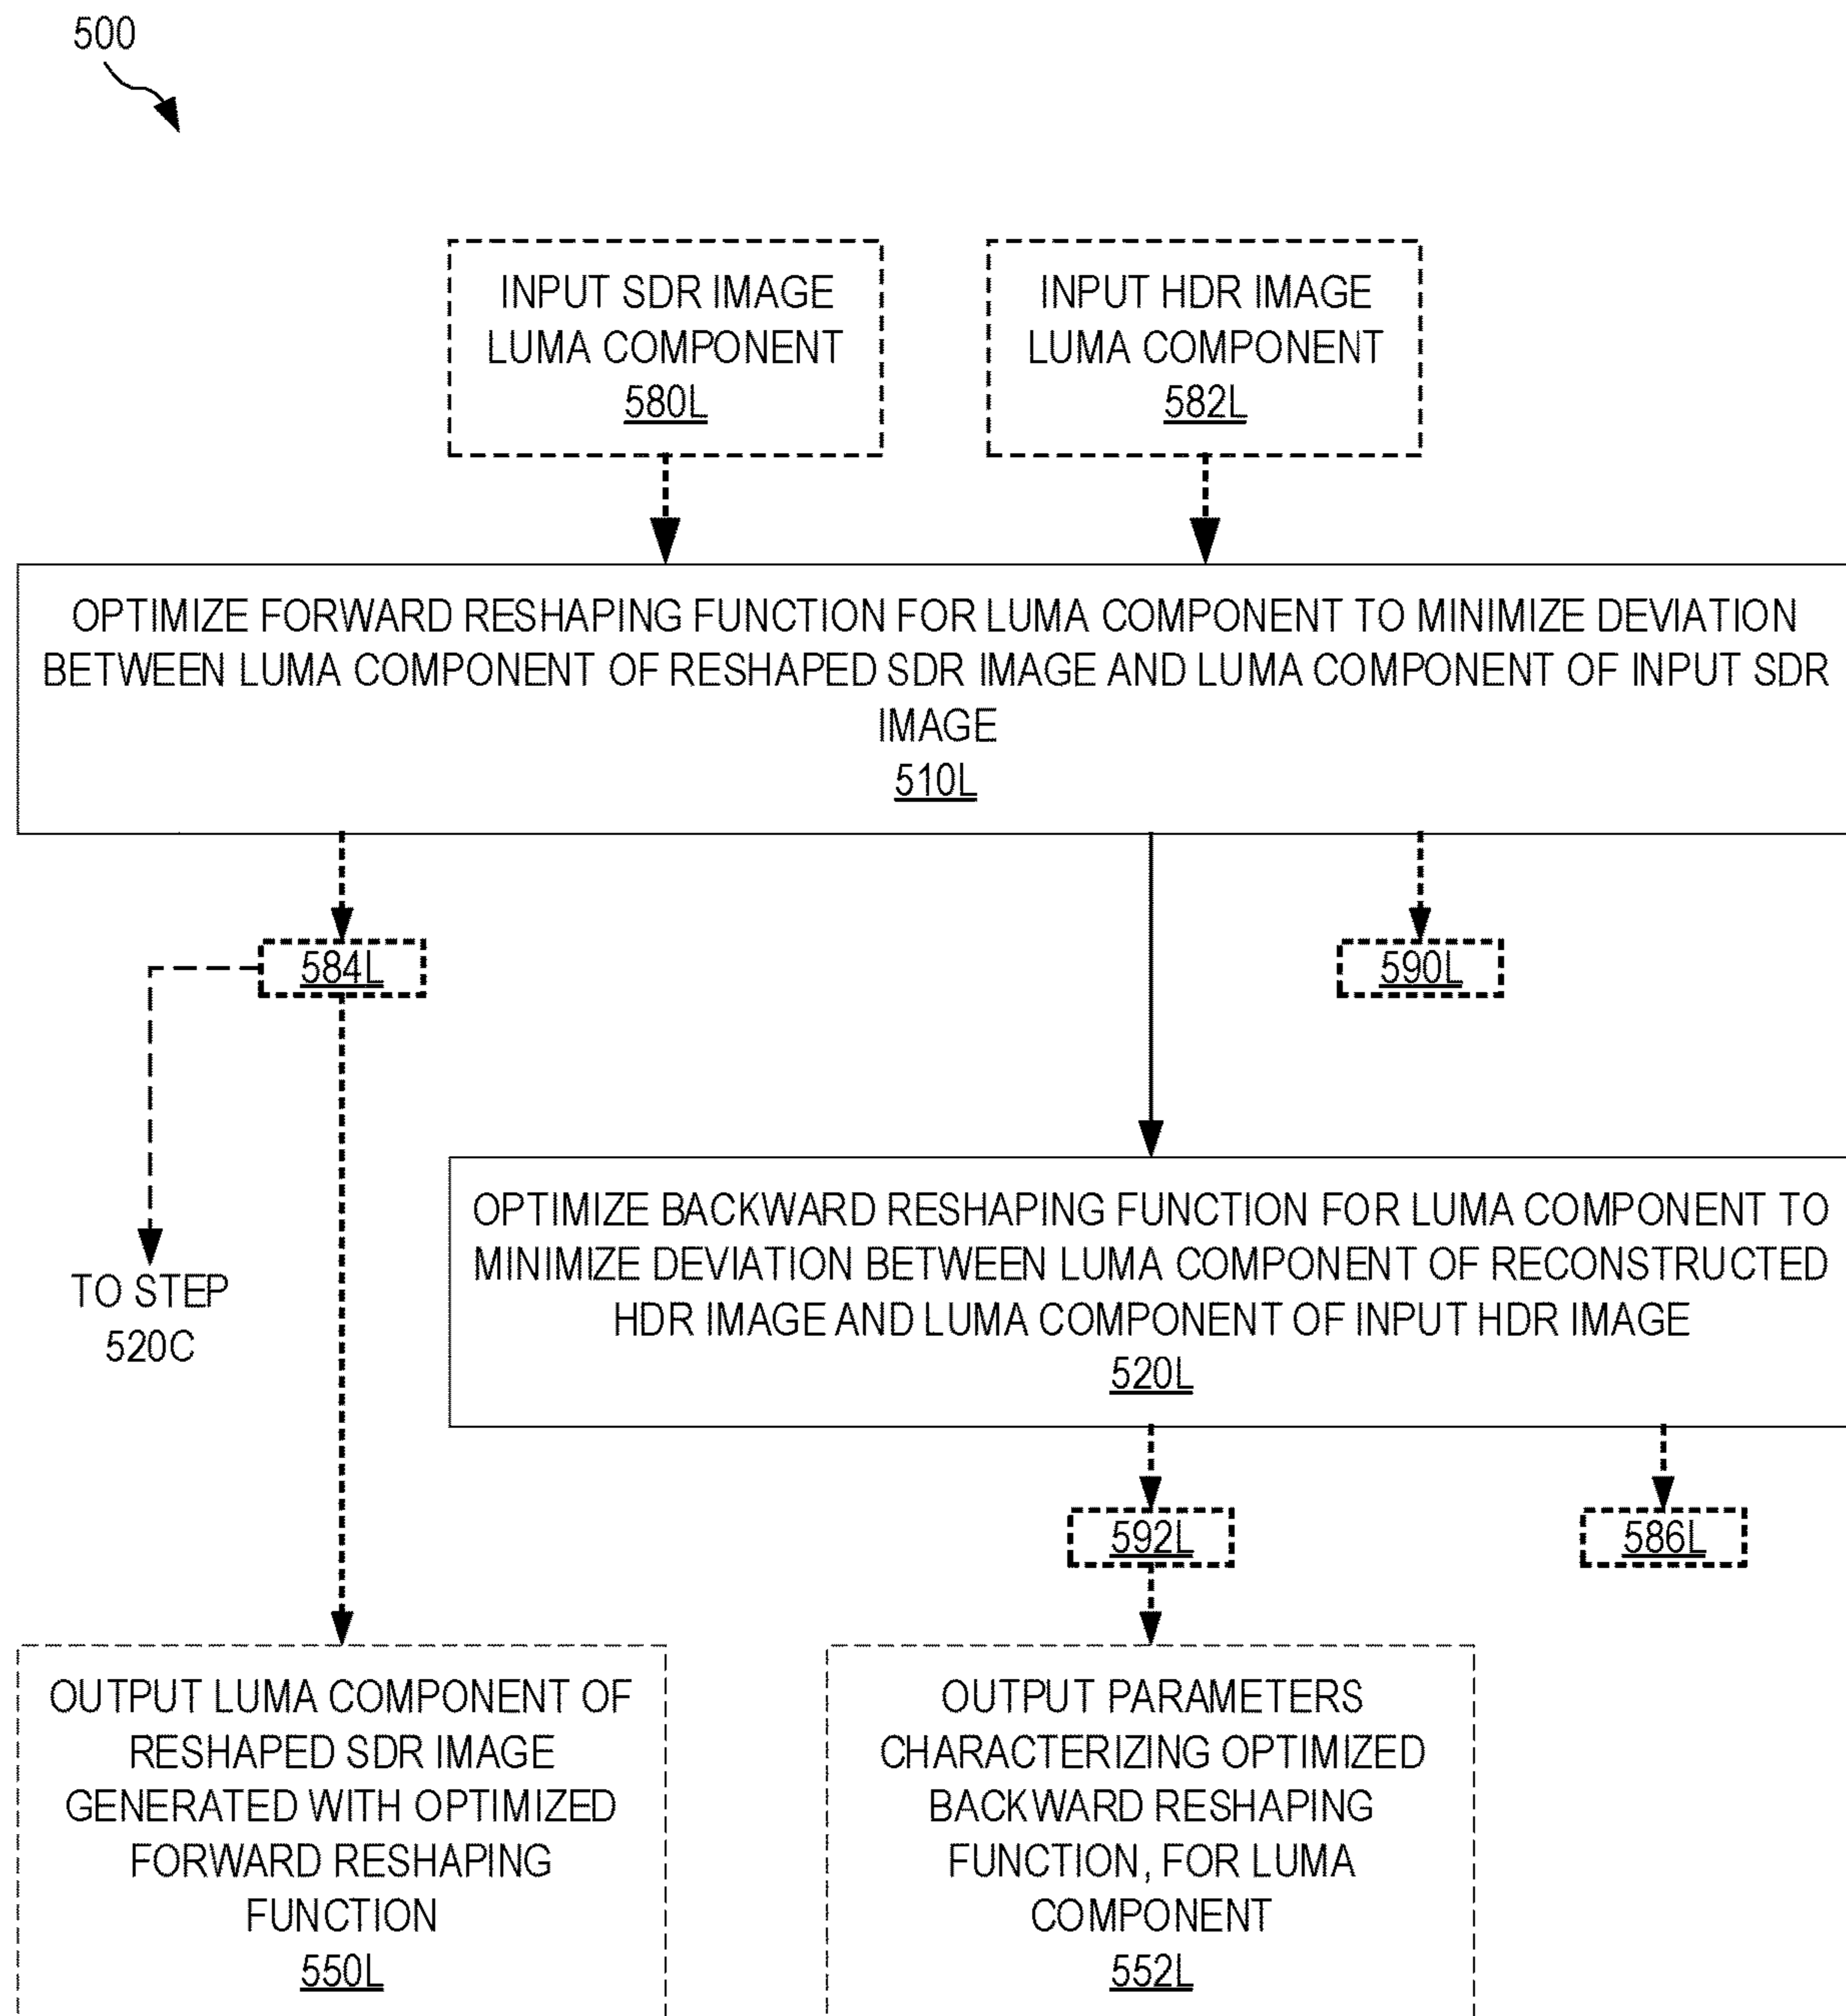 500
INPUT SDR IMAGE
LUMA COMPONENT
580L
INPUT HDR IMAGE
LUMA COMPONENT
582L
OPTIMIZE FORWARD RESHAPING FUNCTION FOR LUMA COMPONENT TO MINIMIZE DEVIATION
BETWEEN LUMA COMPONENT OF RESHAPED SDR IMAGE AND LUMA COMPONENT OF INPUT SDR
IMAGE
510L
584L
590L
TO STEP
520C
OPTIMIZE BACKWARD RESHAPING FUNCTION FOR LUMA COMPONENT TO
MINIMIZE DEVIATION BETWEEN LUMA COMPONENT OF RECONSTRUCTED
HDR IMAGE AND LUMA COMPONENT OF INPUT HDR IMAGE
520L
592L
586L
OUTPUT LUMA COMPONENT OF
RESHAPED SDR IMAGE
GENERATED WITH OPTIMIZED
FORWARD RESHAPING
FUNCTION
550L
OUTPUT PARAMETERS
CHARACTERIZING OPTIMIZED
BACKWARD RESHAPING
FUNCTION, FOR LUMA
COMPONENT
552L